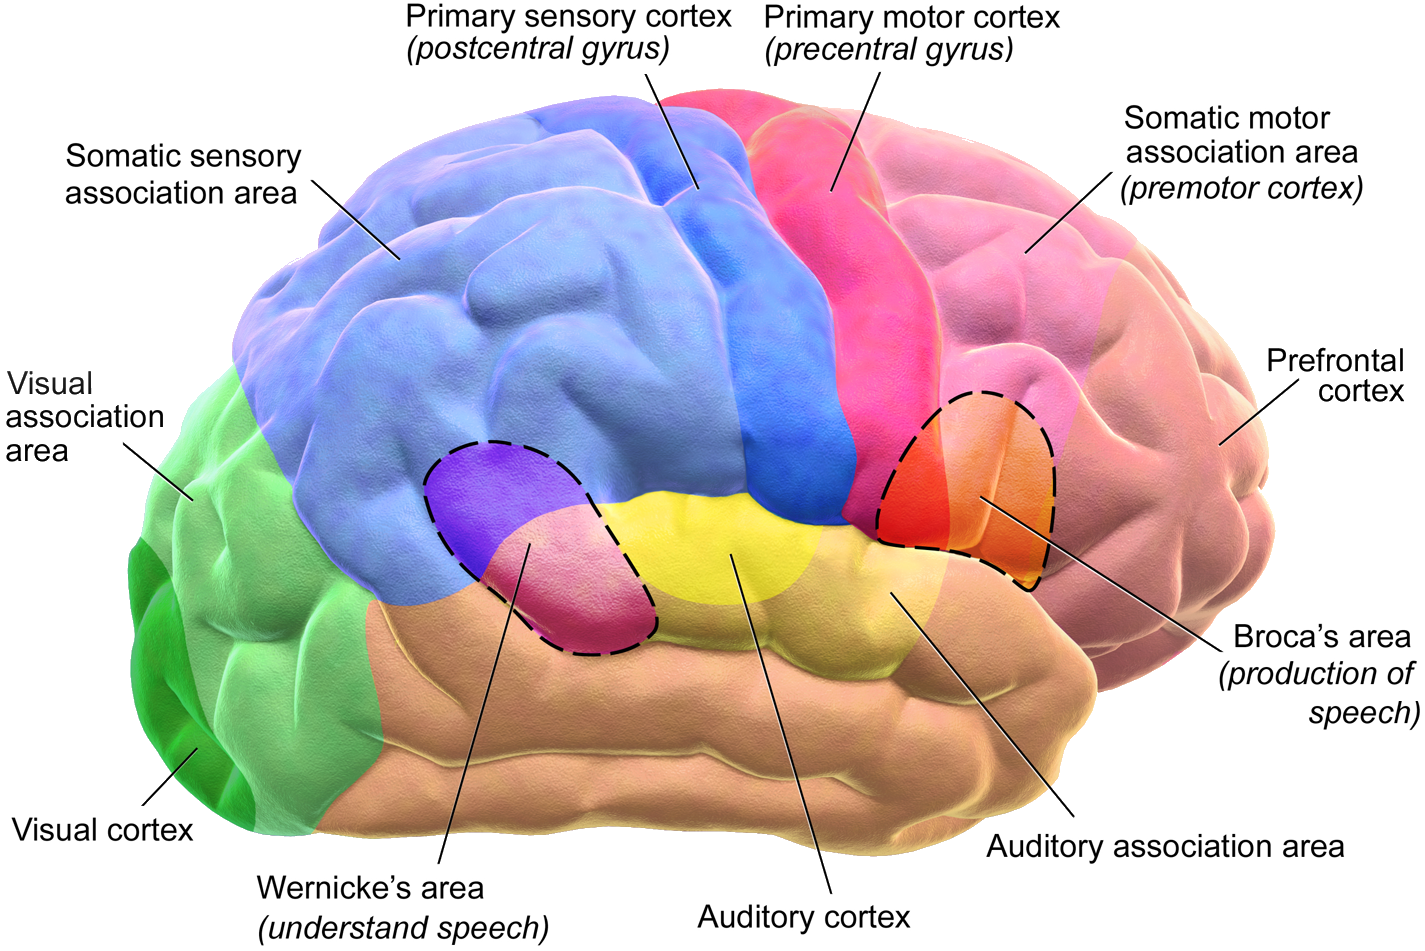 Primary sensory cortex
(postcentral gyrus)
Primary motor cortex
(precentral gyrus)
Somatic motor
association area
(premotor cortex)
Somatic sensory
association area
Prefrontal
cortex
Visual
association
area
Broca’s area
(production of
speech)
Visual cortex
Auditory association area
Wernicke’s area
(understand speech)
Auditory cortex